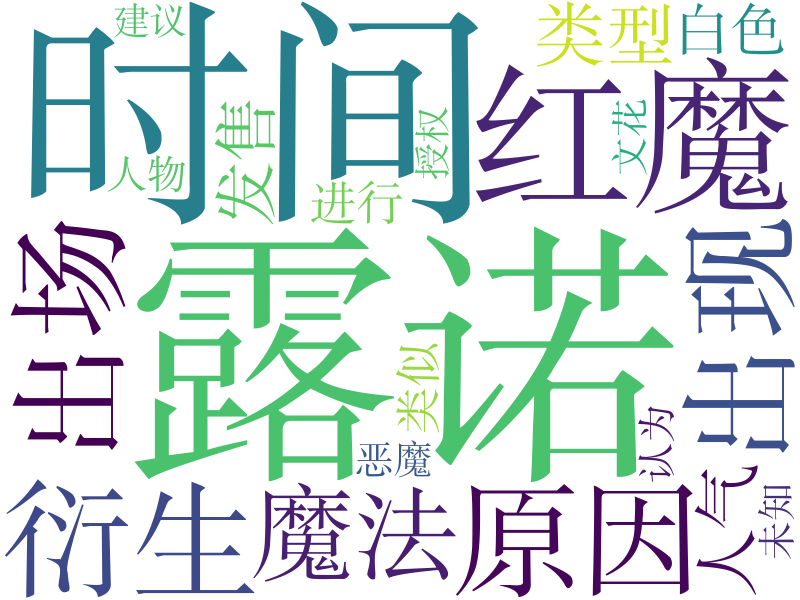 建议
时间
类型
白色
红魔
发售
授权
文花
人物
进行
出场
露诺
出现
类似
认为
恶魔
人气
未知
衍生
魔法
原因